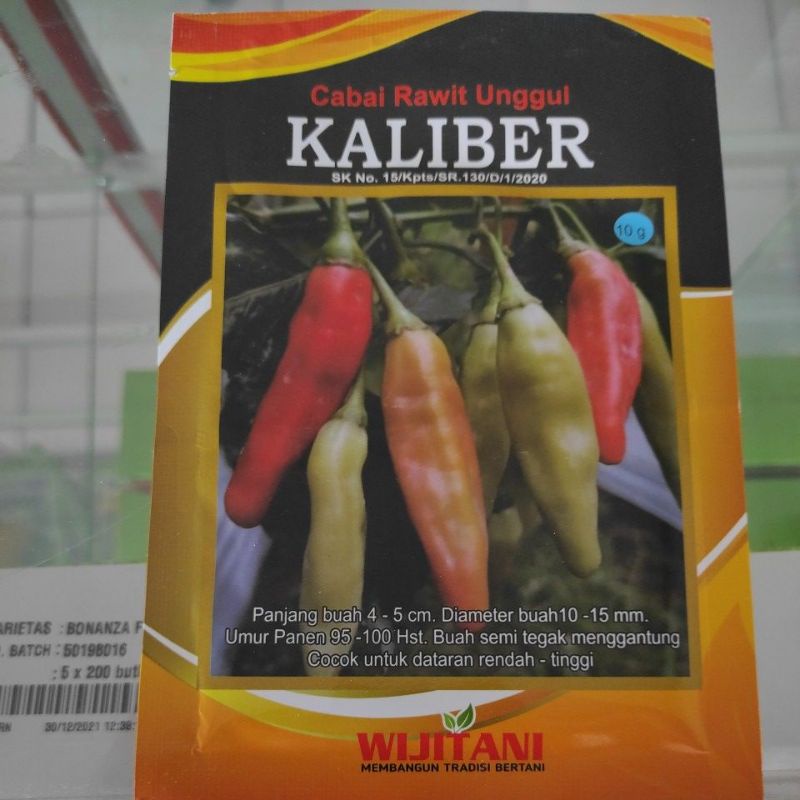 Cabai Rawit Unggul
KALIBER
SK No. 15/Kpts/SR.130/D/1/2020
10 g
Panjang buah 4 - 5 cm. Diameter buah10 -15 mm.
Umur Panen 95 -100 Hst. Buah semi tegak menggantung
Cocok untuk dataran rendah - tinggi
WIJITANI
MEMBANGUN TRADISI BERTANI
: BONANZA F
BATCH : 50198016
: 5 x 200
30/12/2021